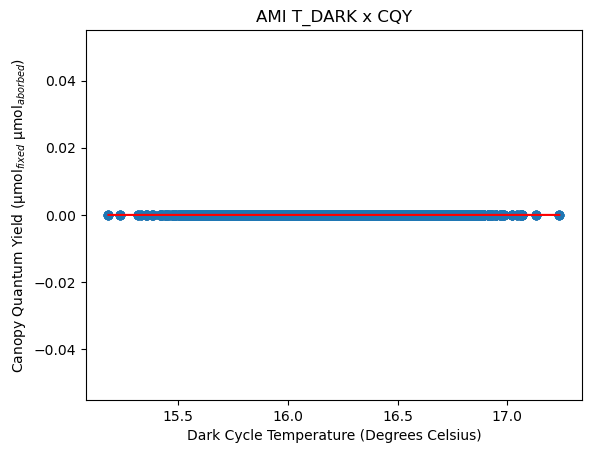 AMI T_DARK x CQY
Canopy Quantum Yield (µmol_fixed µmol_aborbed)
0.04
0.02
0.00
−0.02
−0.04
15.5 16.0 16.5 17.0
Dark Cycle Temperature (Degrees Celsius)